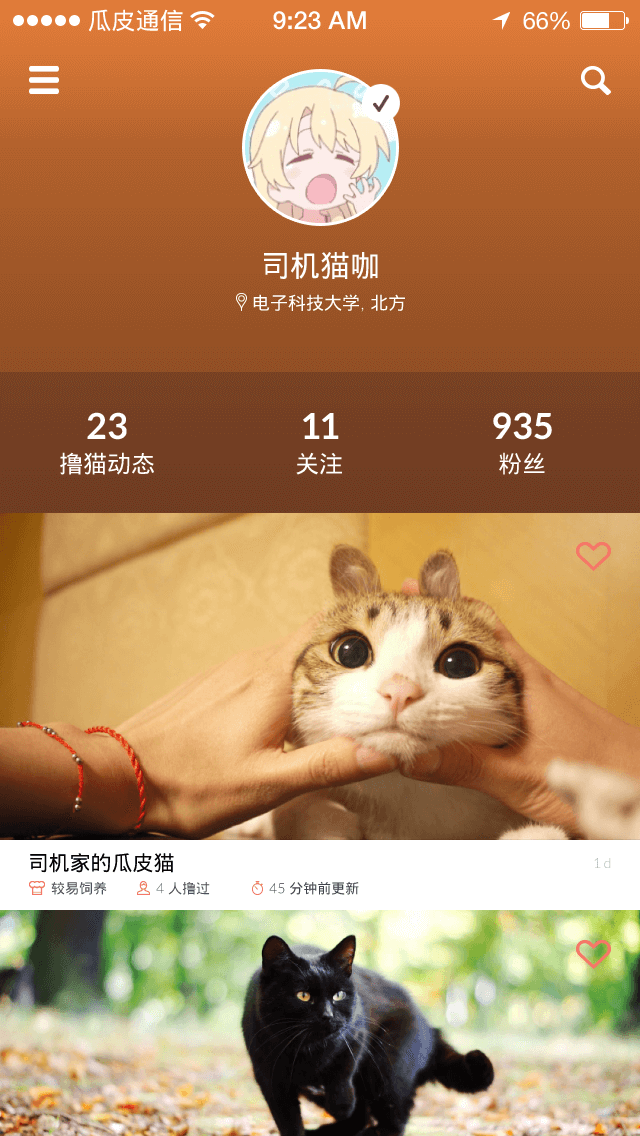 瓜皮通信 9:23 AM 66%
司机猫咖
电子科技大学, 北方
23 11 935
撸猫动态 关注 粉丝
司机家的瓜皮猫 1 d
较易饲养 4 人撸过 45 分钟前更新